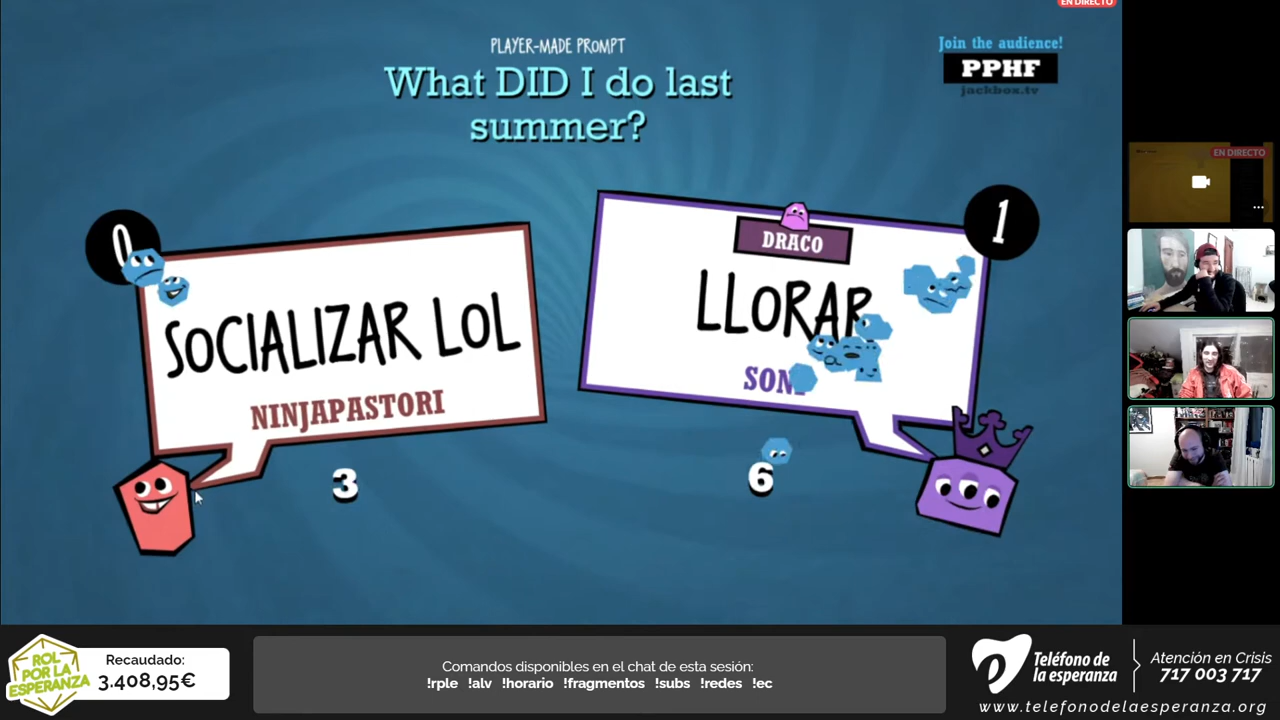 EN DIRECTO
PLAYER-MADE PROMPT
What DID I do last
summer?
Join the audience!
PPHF
jackbox.tv
EN DIRECTO
0
SOCIALIZAR LOL
NINJAPASTORI
3
1
DRACO
LLORAR
6
ROL
POR LA
ESPERANZA
Recaudado:
3.408,95€
Comandos disponibles en el chat de esta sesión:
!rple !alv !horario !fragmentos !subs !redes !ec
Teléfono de
la esperanza
Atención en Crisis
717 003 717
www.telefonodelaesperanza.org